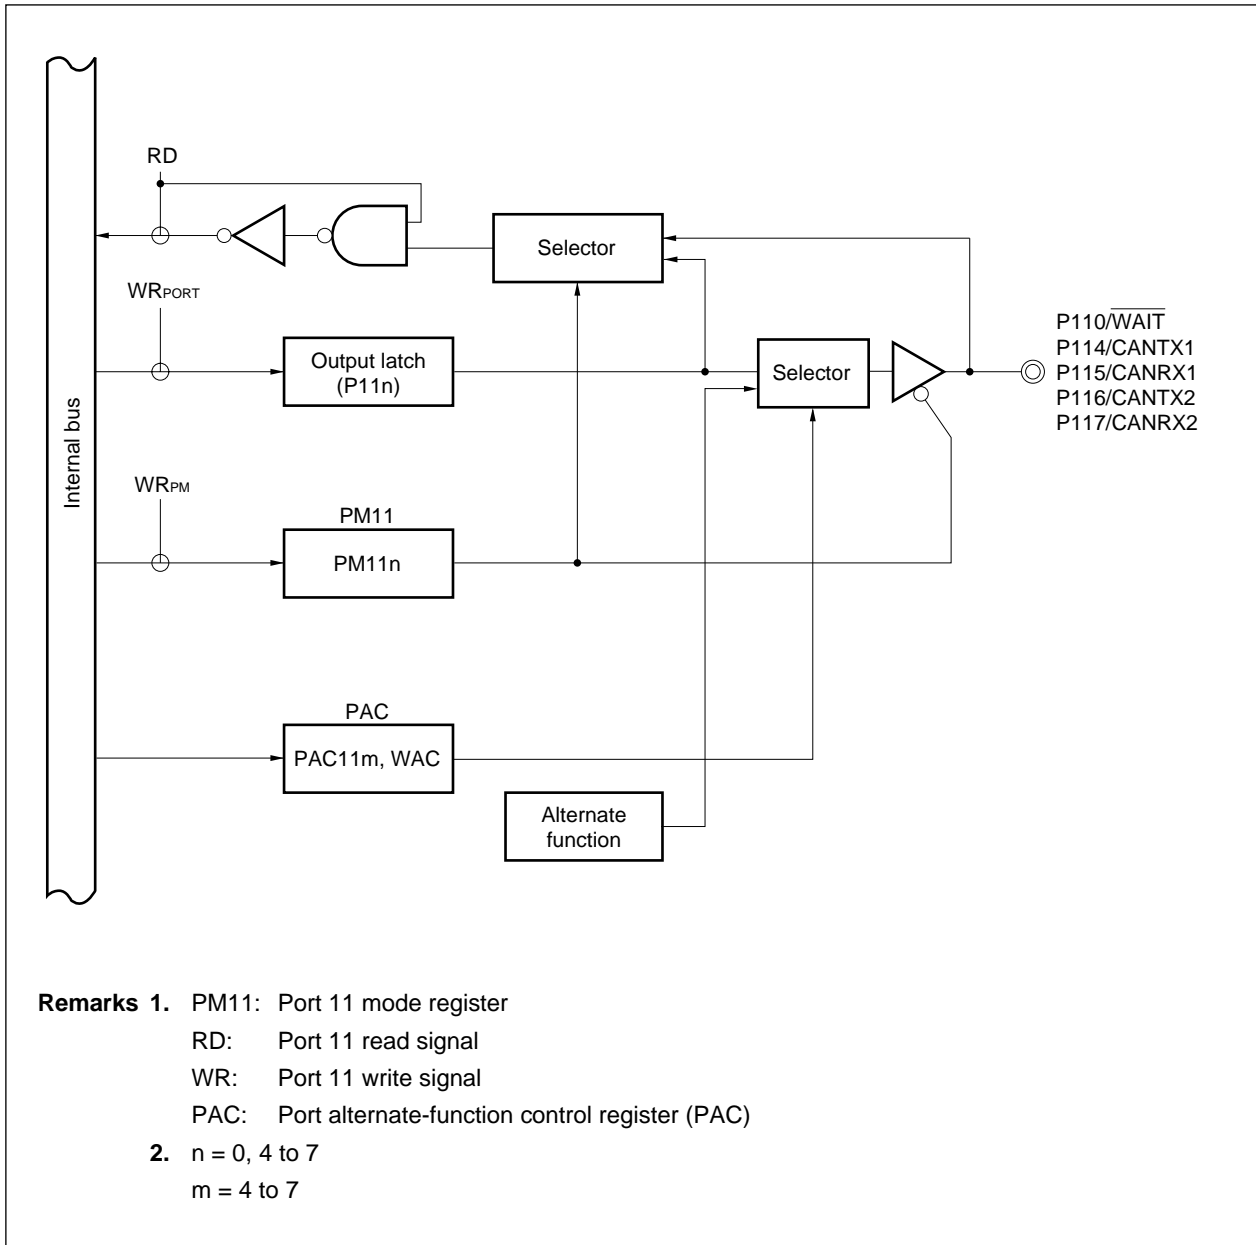 RD
Selector
WRPORT
P110/WAIT
P114/CANTX1
P115/CANRX1
P116/CANTX2
P117/CANRX2
Output latch
(P11n)
Selector
Internal bus
WRPM
PM11
PM11n
PAC
PAC11m, WAC
Alternate
function
Remarks 1. PM11: Port 11 mode register
RD: Port 11 read signal
WR: Port 11 write signal
PAC: Port alternate-function control register (PAC)
2. n = 0, 4 to 7
m = 4 to 7